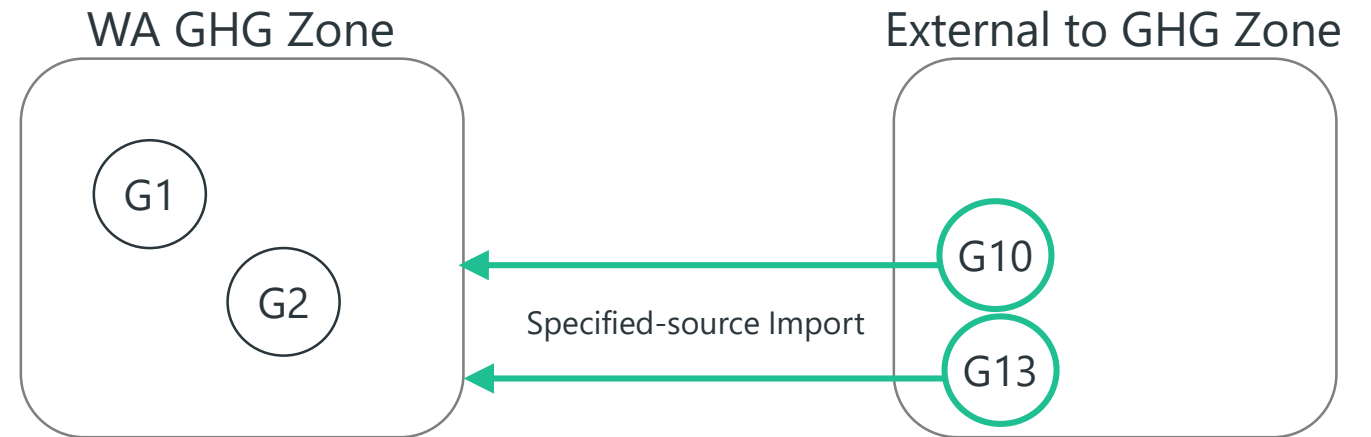 WA GHG Zone
External to GHG Zone
G1
G2
G10
Specified-source Import
G13